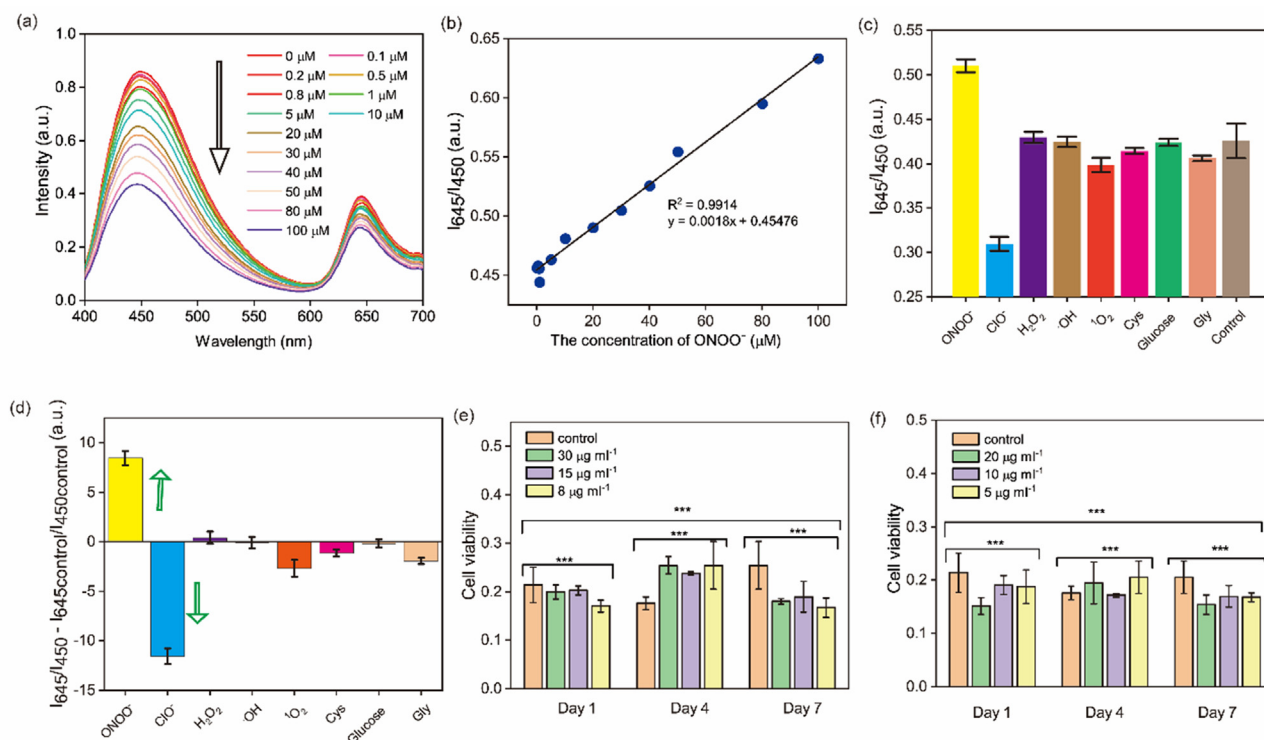 (a)
Intensity (a.u.)
1.0
0.8
0.6
0.4
0.2
0.0
400
450
500
550
600
650
700
Wavelength (nm)
0 μM
0.1 μM
0.2 μM
0.5 μM
0.8 μM
1 μM
5 μM
10 μM
20 μM
30 μM
40 μM
50 μM
80 μM
100 μM
(b)
I645/I450 (a.u.)
0.65
0.60
0.55
0.50
0.45
0
20
40
60
80
100
The concentration of ONOO⁻ (μM)
R² = 0.9914
y = 0.0018x + 0.45476
(c)
I645/I450 (a.u.)
0.55
0.50
0.45
0.40
0.35
0.30
0.25
ONOO⁻
ClO⁻
H₂O₂
·OH
¹O₂
Cys
Glucose
Gly
Control
(d)
I645/I450 - I645control/I450control (a.u.)
10
5
0
-5
-10
-15
ONOO⁻
ClO⁻
H₂O₂
·OH
¹O₂
Cys
Glucose
Gly
(e)
Cell viability
0.5
0.4
0.3
0.2
0.1
0.0
control
30 μg ml⁻¹
15 μg ml⁻¹
8 μg ml⁻¹
***
***
***
***
Day 1
Day 4
Day 7
(f)
Cell viability
0.5
0.4
0.3
0.2
0.1
0.0
control
20 μg ml⁻¹
10 μg ml⁻¹
5 μg ml⁻¹
***
***
***
***
Day 1
Day 4
Day 7